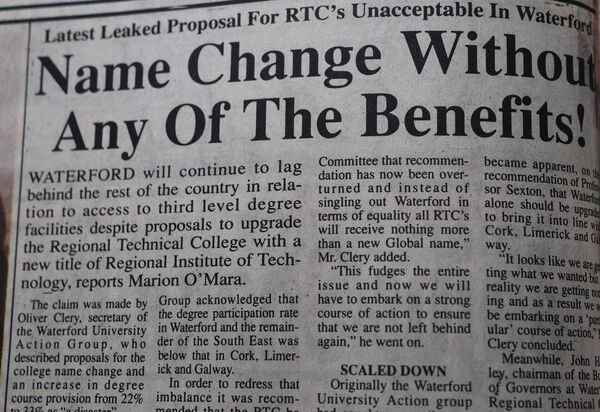 Latest Leaked Proposal For RTC's Unacceptable In Waterford
Name Change Without
Any Of The Benefits!
WATERFORD will continue to lag
behind the rest of the country in rela-
tion to access to third level degree
facilities despite proposals to upgrade
the Regional Technical College with a
new title of Regional Institute of Tech-
nology, reports Marion O'Mara.
The claim was made by
Oliver Clery, secretary of
the Waterford University
Action Group, who
described proposals for the
college name change and
an increase in degree
course provision from 22%
to 33% as "a disaster"
Group acknowledged that
the degree participation rate
in Waterford and the remain-
der of the South East was
below that in Cork, Limer-
ick and Galway.
In order to redress that
imbalance it was recom-
mended that the RTC be
Committee that recommen-
dation has now been over-
turned and instead of
singling out Waterford in
terms of equality all RTC's
will receive nothing more
than a new Global name,"
Mr. Clery added.
"This fudges the entire
issue and now we will
have to embark on a strong
course of action to ensure
that we are not left behind
again," he went on.
SCALED DOWN
Originally the Waterford
University Action group
became apparent, on
recommendation of
sor Sexton, that
alone should be
to bring it into line
Cork, Limerick and
way.
"It looks like we are
ting what we wanted but
reality we are getting
ing and as a result we
be embarking on a
ular' course of action,"
Clery concluded.
Meanwhile, John
ley, chairman of the
of Governors at
Regional Technical